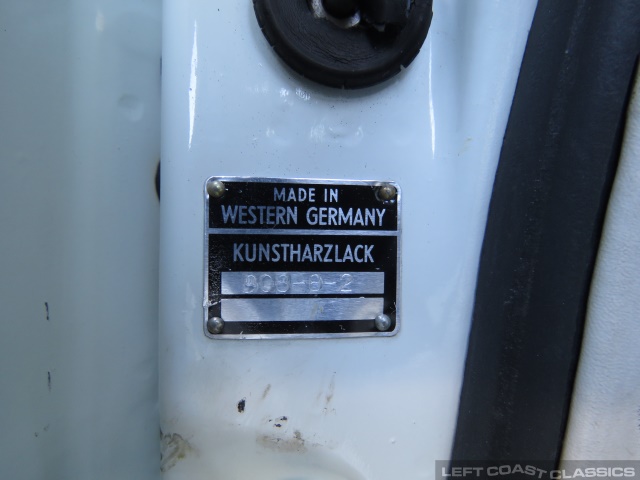 MADE IN
WESTERN GERMANY
KUNSTHARZLACK
LEFT COAST CLASSICS